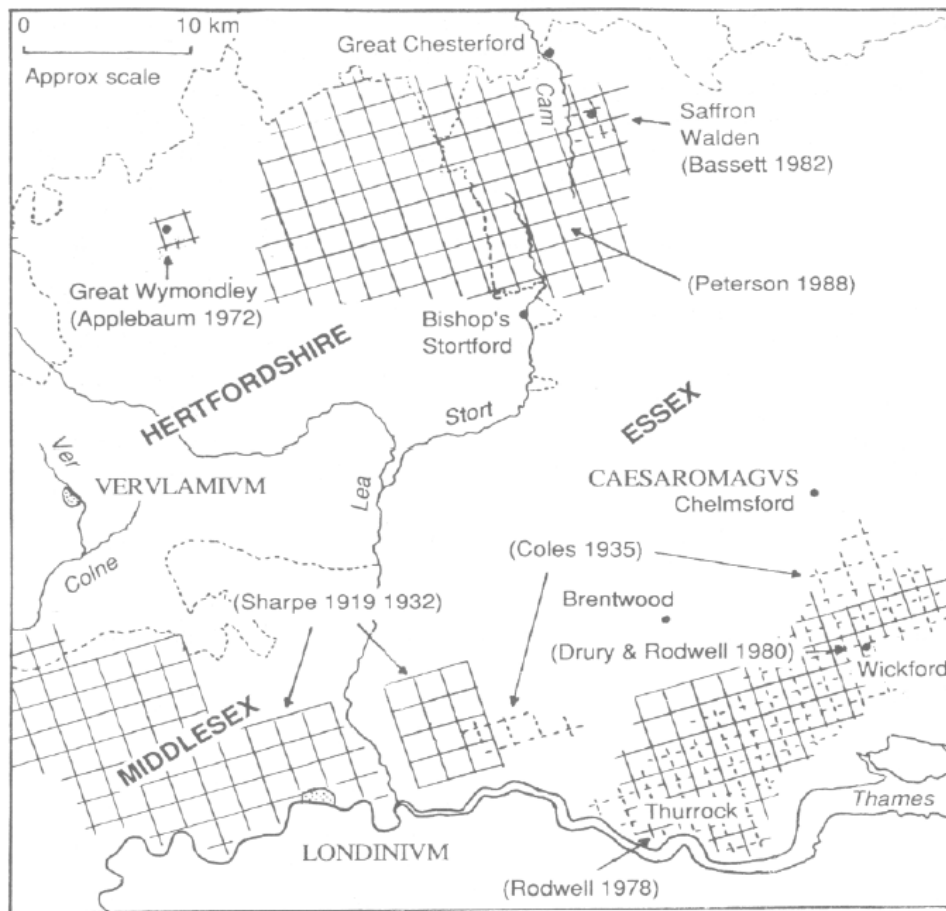 0 10 km
Approx scale
Great Chesterford
Cam
Saffron
Walden
(Bassett 1982)
Great Wymondley
(Applebaum 1972)
(Peterson 1988)
Bishop's
Stortford
HERTFORDSHIRE
Stort
ESSEX
Ver
VERVLAMIVM
Lea
CAESAROMAGVS
Chelmsford
Colne
(Coles 1935)
(Sharpe 1919 1932)
Brentwood
(Drury & Rodwell 1980)
Wickford
MIDDLESEX
Thurrock
Thames
LONDINIVM
(Rodwell 1978)